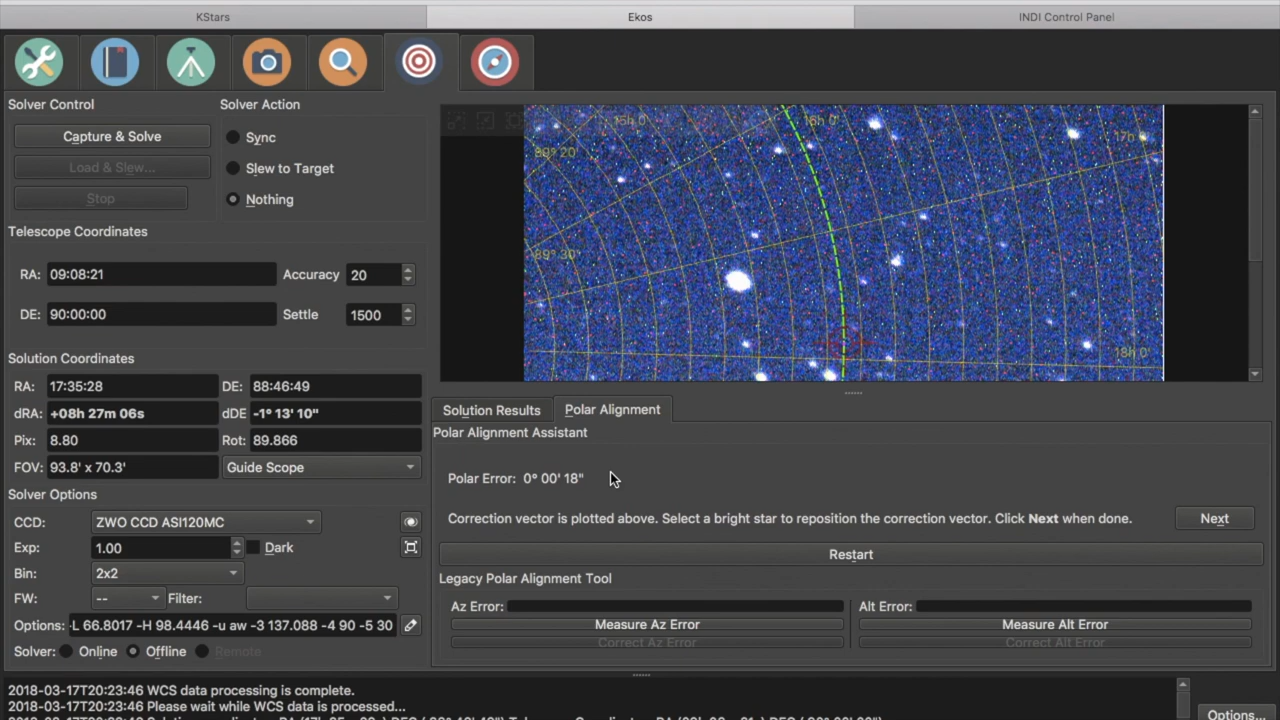 KStars
Ekos
INDI Control Panel
Solver Control
Solver Action
Capture & Solve
Load & Slew...
Stop
Sync
Slew to Target
Nothing
Telescope Coordinates
RA: 09:08:21 Accuracy 20
DE: 90:00:00 Settle 1500
Solution Coordinates
RA: 17:35:28 DE: 88:46:49
dRA: +08h 27m 06s dDE -1° 13' 10"
Pix: 8.80 Rot: 89.866
FOV: 93.8' x 70.3' Guide Scope
Solver Options
CCD: ZWO CCD ASI120MC
Exp: 1.00 Dark
Bin: 2x2
FW: -- Filter:
Options: -L 66.8017 -H 98.4446 -u aw -3 137.088 -4 90 -5 30
Solver: Online Offline Remote
15h 0'
16h 0'
17h 0'
89° 20'
89° 30'
18h 0'
Solution Results
Polar Alignment
Polar Alignment Assistant
Polar Error: 0° 00' 18"
Correction vector is plotted above. Select a bright star to reposition the correction vector. Click Next when done.
Next
Restart
Legacy Polar Alignment Tool
Az Error:
Alt Error:
Measure Az Error
Measure Alt Error
Correct Az Error
Correct Alt Error
2018-03-17T20:23:46 WCS data processing is complete.
2018-03-17T20:23:46 Please wait while WCS data is processed...
Options...